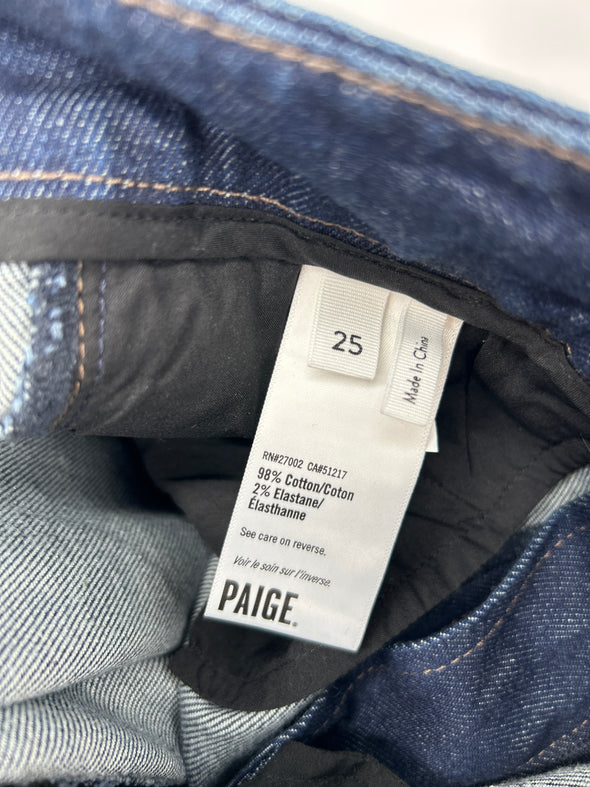 25
Made In China
RN#27002 CA#51217
98% Cotton/Coton
2% Elastane/
Élasthanne
See care on reverse.
Voir le soin sur l'inverse.
PAIGE®